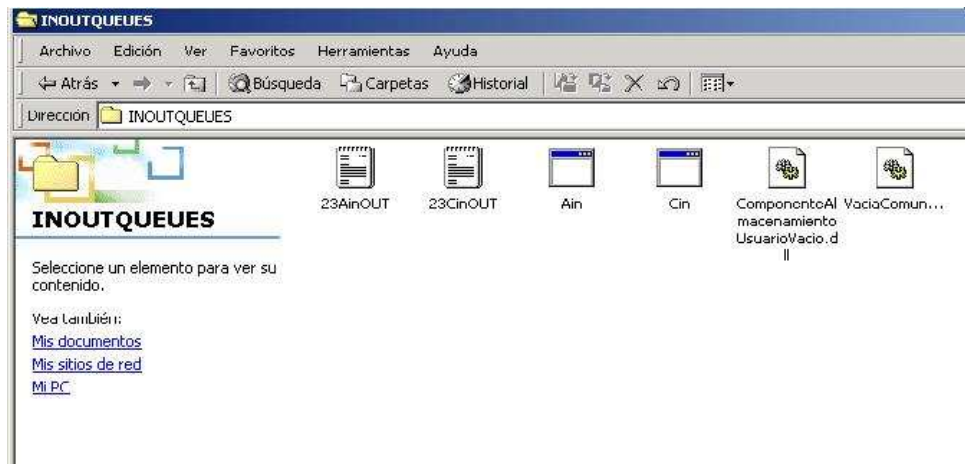 INOUTQUEUES
Archivo Edición Ver Favoritos Herramientas Ayuda
Atrás Búsqueda Carpetas Historial
Dirección INOUTQUEUES
INOUTQUEUES
Seleccione un elemento para ver su
contenido.
Vea también:
Mis documentos
Mis sitios de red
Mi PC
23AinOUT
23CinOUT
Ain
Cin
ComponenteAl
macenamiento
UsuarioVacio.d
ll
VaciaComun...